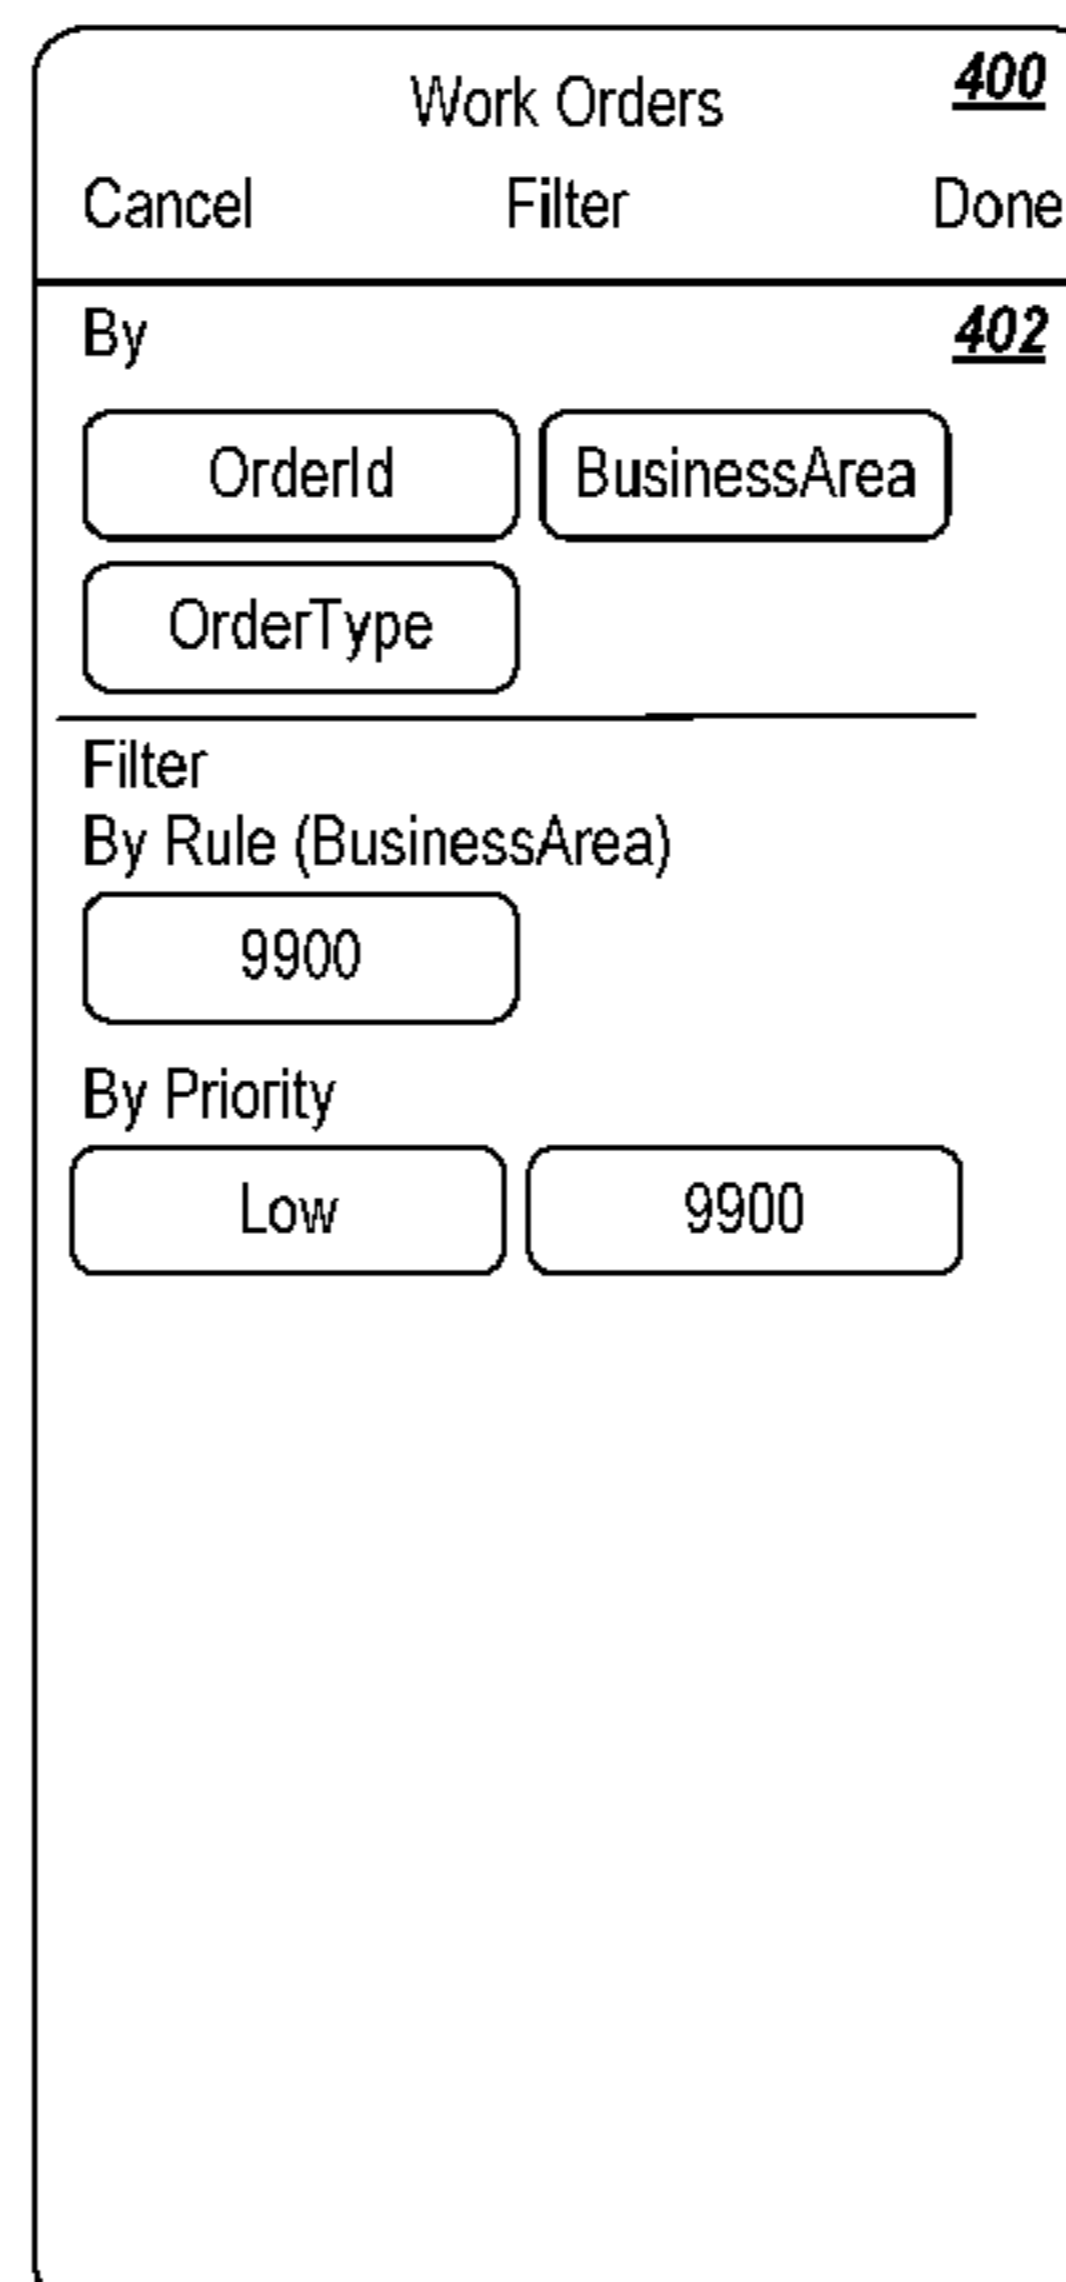 Work Orders 400
Cancel Filter Done
By 402
OrderId BusinessArea
OrderType
Filter
By Rule (BusinessArea)
9900
By Priority
Low 9900